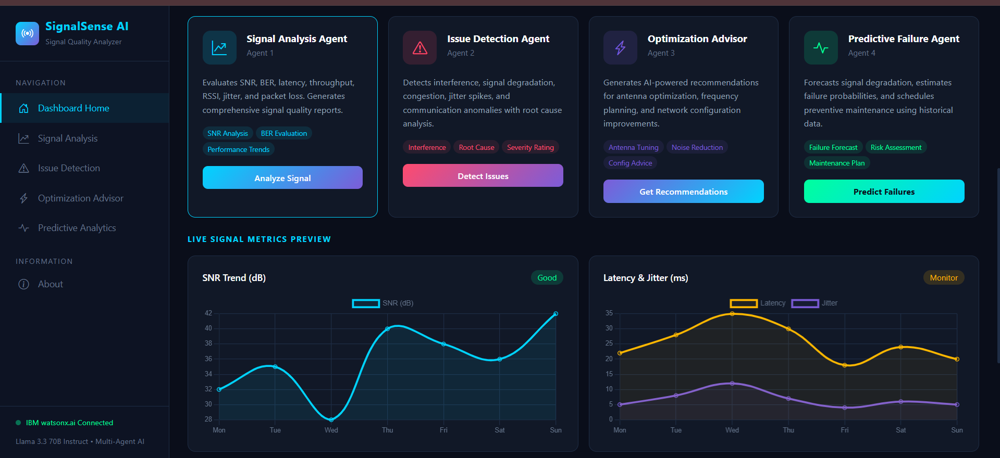 SignalSense AI
Signal Quality Analyzer
NAVIGATION
Dashboard Home
Signal Analysis
Issue Detection
Optimization Advisor
Predictive Analytics
INFORMATION
About
IBM watsonx.ai Connected
Llama 3.3 70B Instruct • Multi-Agent AI
Signal Analysis Agent
Agent 1
Evaluates SNR, BER, latency, throughput,
RSSI, jitter, and packet loss. Generates
comprehensive signal quality reports.
SNR Analysis BER Evaluation
Performance Trends
Analyze Signal
Issue Detection Agent
Agent 2
Detects interference, signal degradation,
congestion, jitter spikes, and
communication anomalies with root cause
analysis.
Interference Root Cause Severity Rating
Detect Issues
Optimization Advisor
Agent 3
Generates AI-powered recommendations
for antenna optimization, frequency
planning, and network configuration
improvements.
Antenna Tuning Noise Reduction
Config Advice
Get Recommendations
Predictive Failure Agent
Agent 4
Forecasts signal degradation, estimates
failure probabilities, and schedules
preventive maintenance using historical
data.
Failure Forecast Risk Assessment
Maintenance Plan
Predict Failures
LIVE SIGNAL METRICS PREVIEW
SNR Trend (dB) Good
SNR (dB)
42
40
38
36
34
32
30
28
Mon Tue Wed Thu Fri Sat Sun
Latency & Jitter (ms) Monitor
Latency Jitter
35
30
25
20
15
10
5
0
Mon Tue Wed Thu Fri Sat Sun